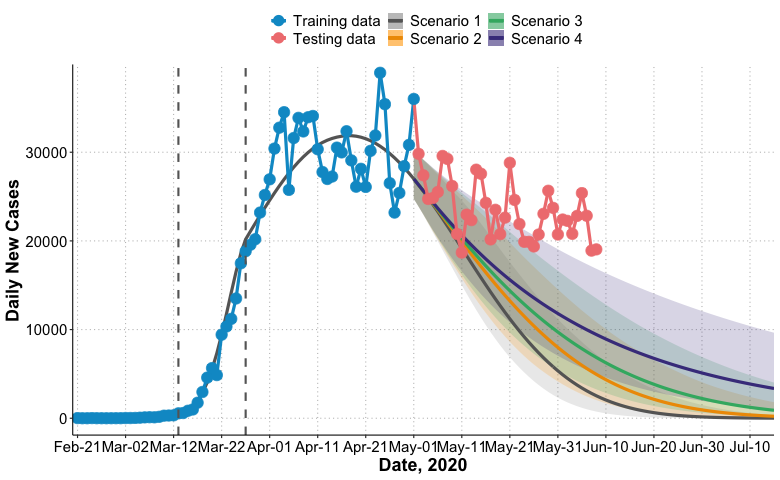 Training data Scenario 1 Scenario 3
Testing data Scenario 2 Scenario 4
Daily New Cases
30000
20000
10000
0
Feb-21 Mar-02 Mar-12 Mar-22 Apr-01 Apr-11 Apr-21 May-01 May-11 May-21 May-31 Jun-10 Jun-20 Jun-30 Jul-10
Date, 2020